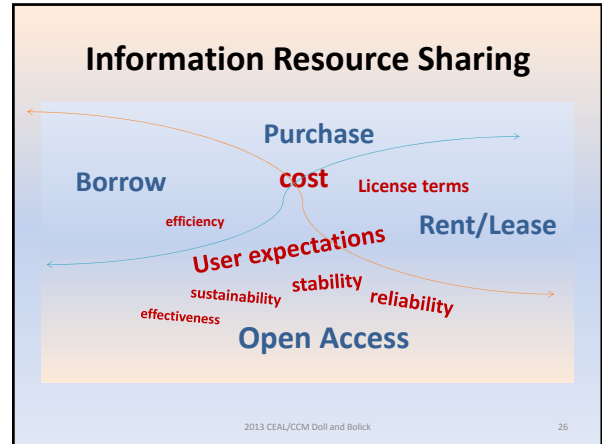 Information Resource Sharing
Purchase
cost
Borrow
License terms
efficiency
Rent/Lease
User expectations
stability
sustainability
reliability
effectiveness
Open Access
2013 CEAL/CCM Doll and Bolick
26